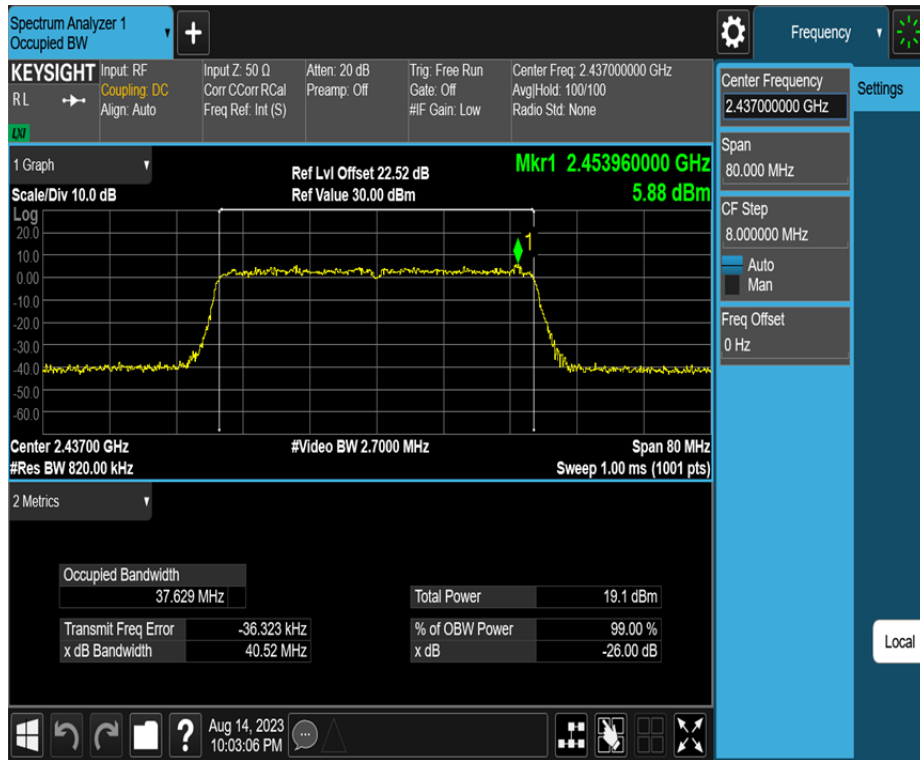 Spectrum Analyzer 1
Occupied BW
+
Frequency
KEYSIGHT
R L
LXI
Input: RF
Coupling: DC
Align: Auto
Input Z: 50 Ω
Corr CCorr RCal
Freq Ref: Int (S)
Atten: 20 dB
Preamp: Off
Trig: Free Run
Gate: Off
#IF Gain: Low
Center Freq: 2.437000000 GHz
Avg|Hold: 100/100
Radio Std: None
Center Frequency
2.437000000 GHz
Settings
Span
80.000 MHz
CF Step
8.000000 MHz
Auto
Man
Freq Offset
0 Hz
1 Graph
Scale/Div 10.0 dB
Ref Lvl Offset 22.52 dB
Ref Value 30.00 dBm
Mkr1 2.453960000 GHz
5.88 dBm
Log
20.0
10.0
0.00
-10.0
-20.0
-30.0
-40.0
-50.0
-60.0
1
Center 2.43700 GHz
#Video BW 2.7000 MHz
Span 80 MHz
#Res BW 820.00 kHz
Sweep 1.00 ms (1001 pts)
2 Metrics
Occupied Bandwidth
37.629 MHz
Total Power 19.1 dBm
Transmit Freq Error -36.323 kHz
% of OBW Power 99.00 %
x dB Bandwidth 40.52 MHz
x dB -26.00 dB
Local
?
Aug 14, 2023
10:03:06 PM